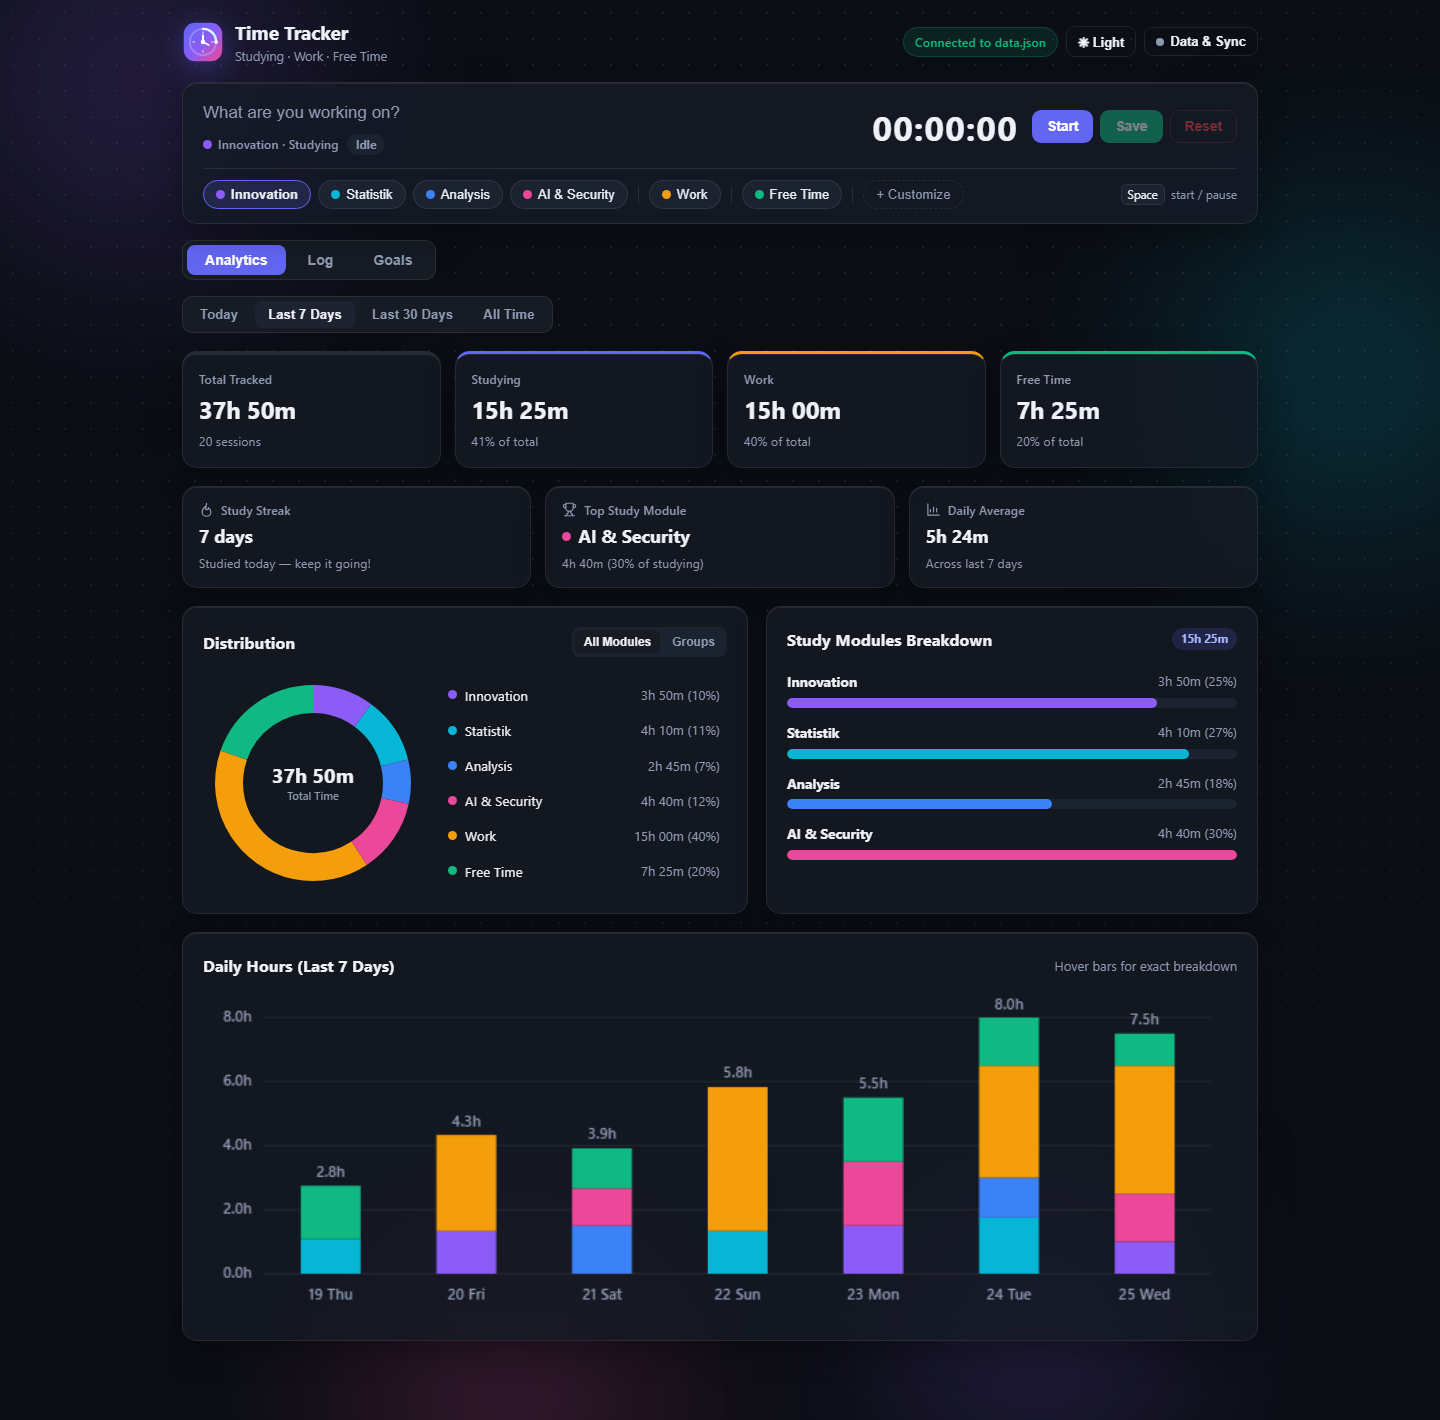 Time Tracker
Studying · Work · Free Time
Connected to data.json
Light
Data & Sync
What are you working on?
Innovation · Studying
Idle
00:00:00
Start
Save
Reset
Innovation
Statistik
Analysis
AI & Security
Work
Free Time
+ Customize
Space start / pause
Analytics
Log
Goals
Today
Last 7 Days
Last 30 Days
All Time
Total Tracked
37h 50m
20 sessions
Studying
15h 25m
41% of total
Work
15h 00m
40% of total
Free Time
7h 25m
20% of total
Study Streak
7 days
Studied today — keep it going!
Top Study Module
AI & Security
4h 40m (30% of studying)
Daily Average
5h 24m
Across last 7 days
Distribution
All Modules
Groups
37h 50m
Total Time
Innovation 3h 50m (10%)
Statistik 4h 10m (11%)
Analysis 2h 45m (7%)
AI & Security 4h 40m (12%)
Work 15h 00m (40%)
Free Time 7h 25m (20%)
Study Modules Breakdown
15h 25m
Innovation 3h 50m (25%)
Statistik 4h 10m (27%)
Analysis 2h 45m (18%)
AI & Security 4h 40m (30%)
Daily Hours (Last 7 Days)
Hover bars for exact breakdown
8.0h
6.0h
4.0h
2.0h
0.0h
2.8h
4.3h
3.9h
5.8h
5.5h
8.0h
7.5h
19 Thu
20 Fri
21 Sat
22 Sun
23 Mon
24 Tue
25 Wed